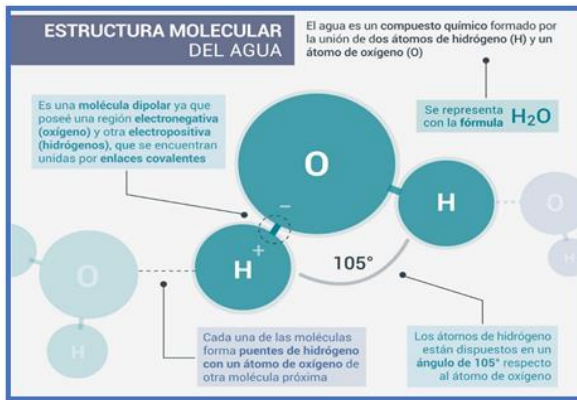 ESTRUCTURA MOLECULAR
DEL AGUA
El agua es un compuesto químico formado por
la unión de dos átomos de hidrógeno (H) y un
átomo de oxígeno (O)
Es una molécula dipolar ya que
poseé una región electronegativa
(oxígeno) y otra electropositiva
(hidrógenos), que se encuentran
unidas por enlaces covalentes
Se representa
con la fórmula H₂O
O
H
O
H
−
+
H
105°
O
H
Cada una de las moléculas
forma puentes de hidrógeno
con un átomo de oxígeno de
otra molécula próxima
Los átomos de hidrógeno
están dispuestos en un
ángulo de 105° respecto
al átomo de oxígeno